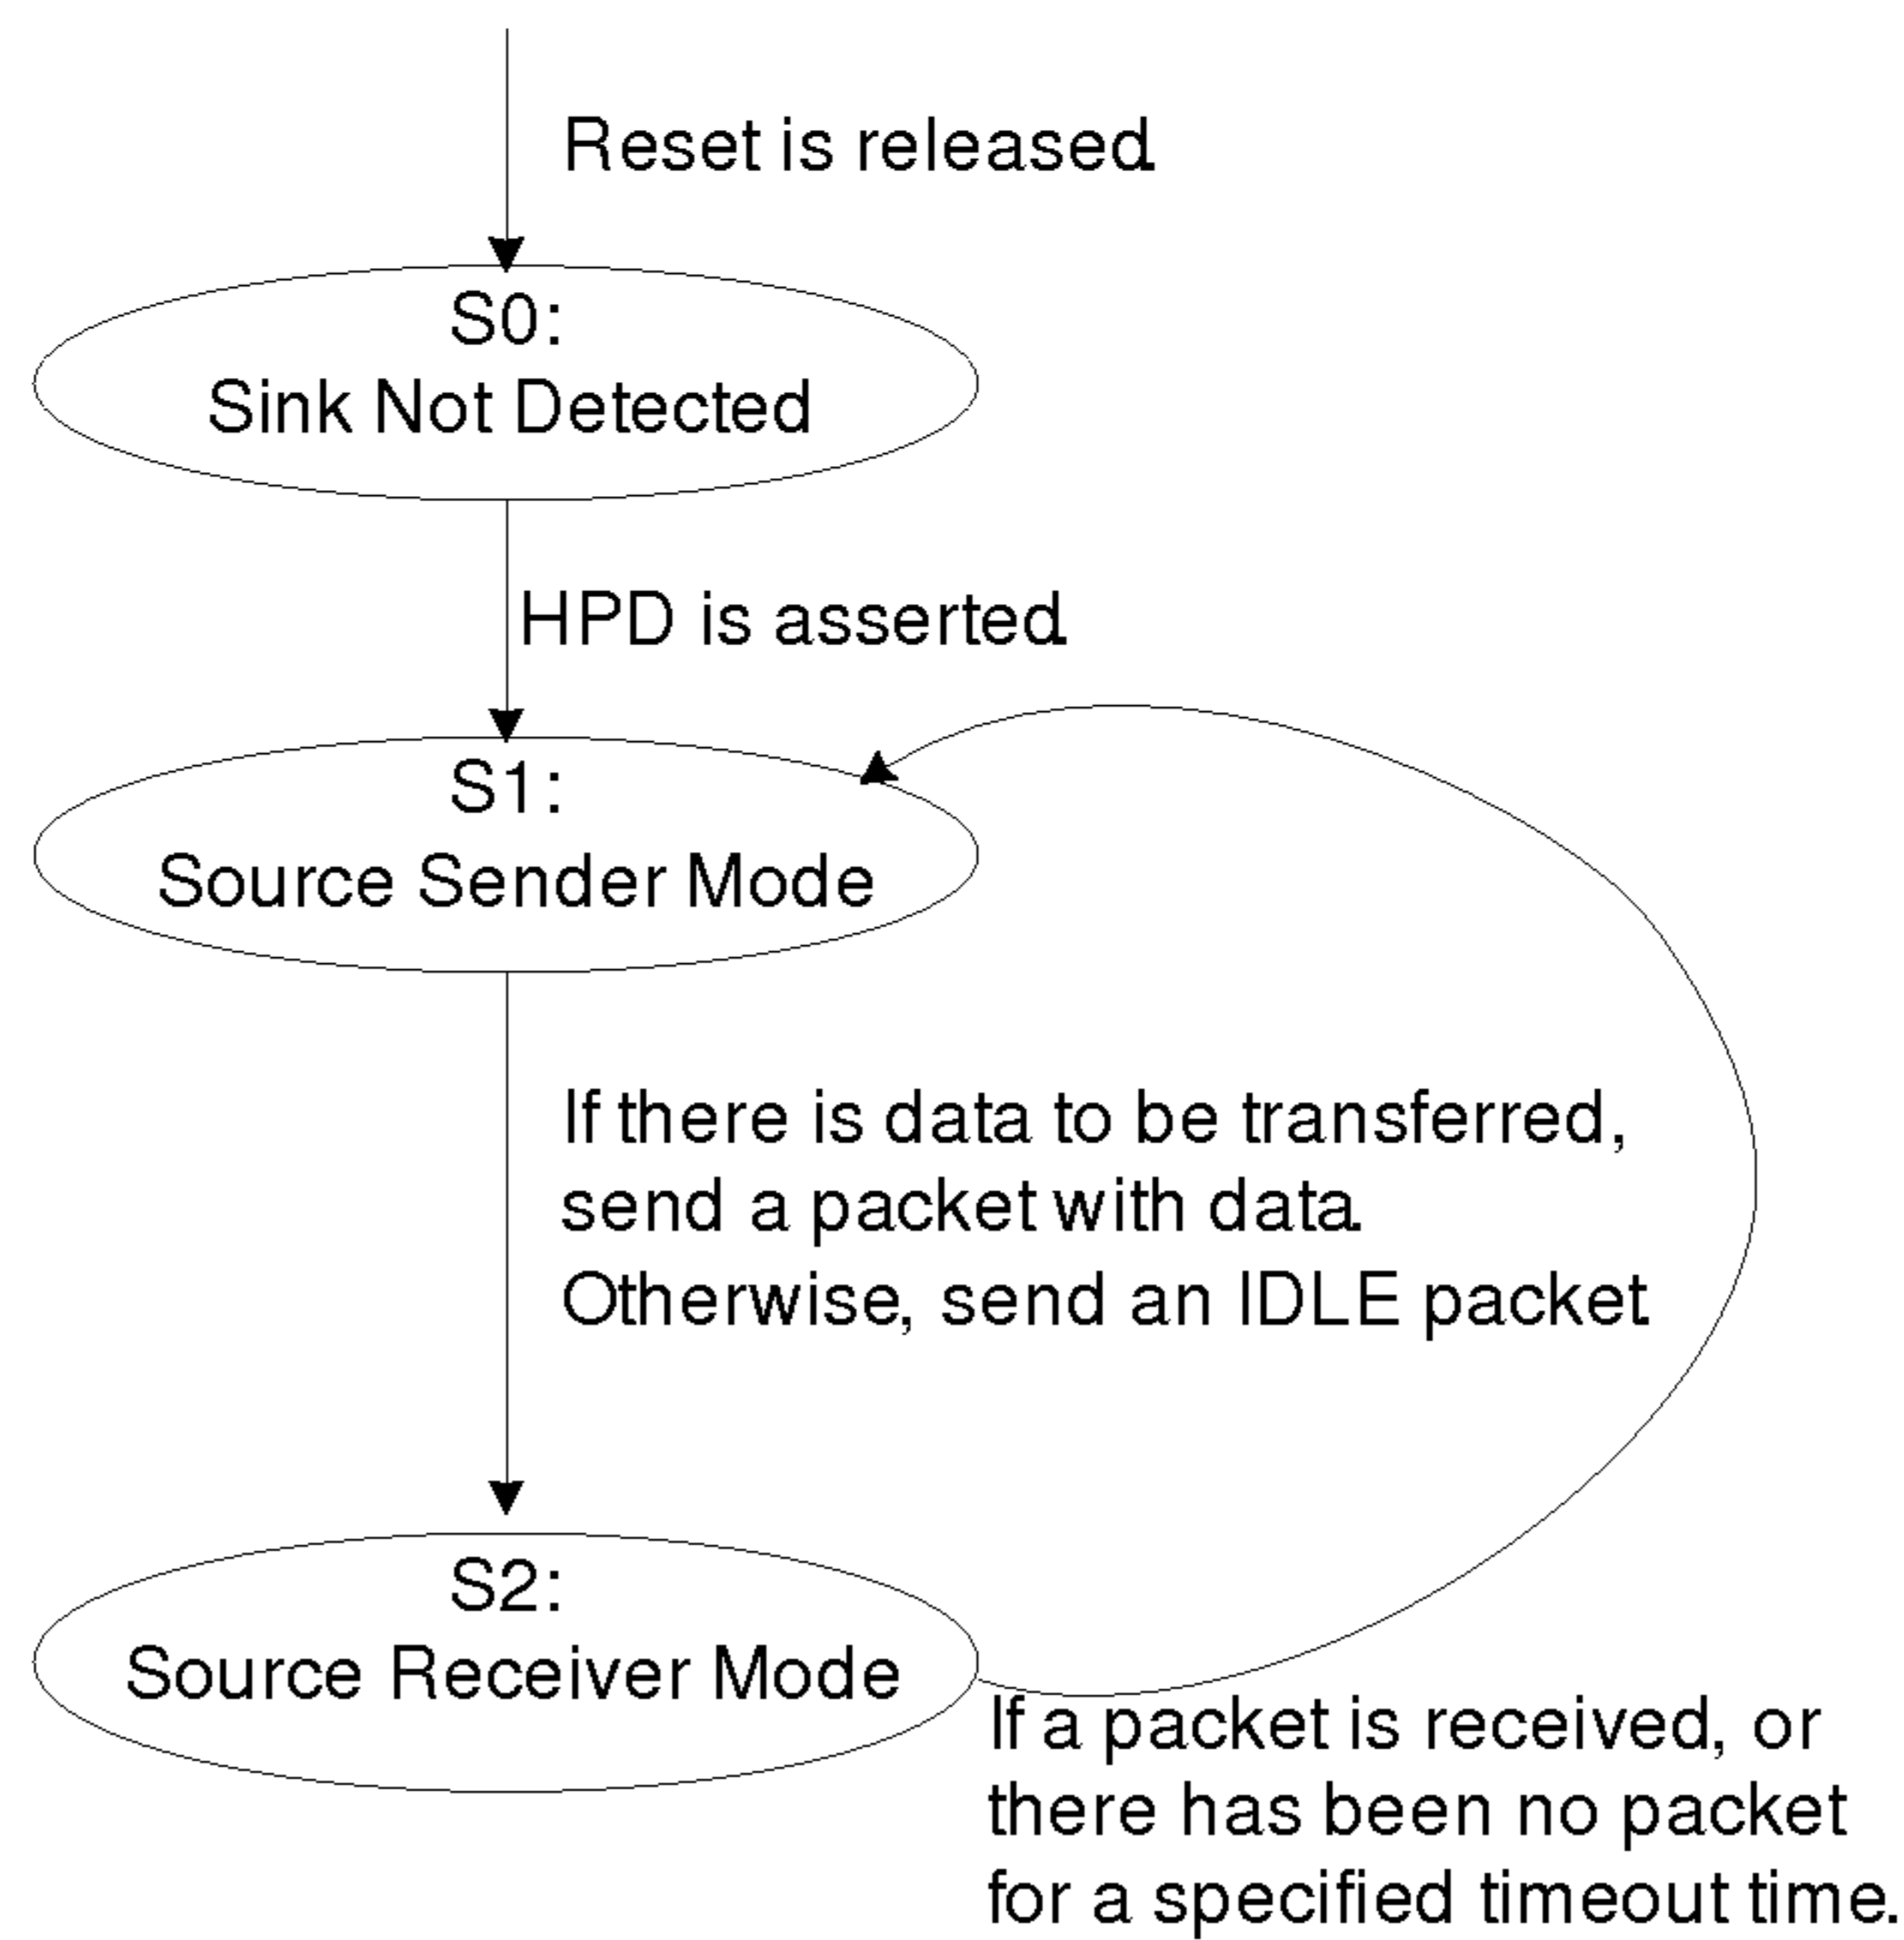 Reset is released.
S0:
Sink Not Detected
HPD is asserted.
S1:
Source Sender Mode
If there is data to be transferred,
send a packet with data.
Otherwise, send an IDLE packet.
S2:
Source Receiver Mode
If a packet is received, or
there has been no packet
for a specified timeout time.